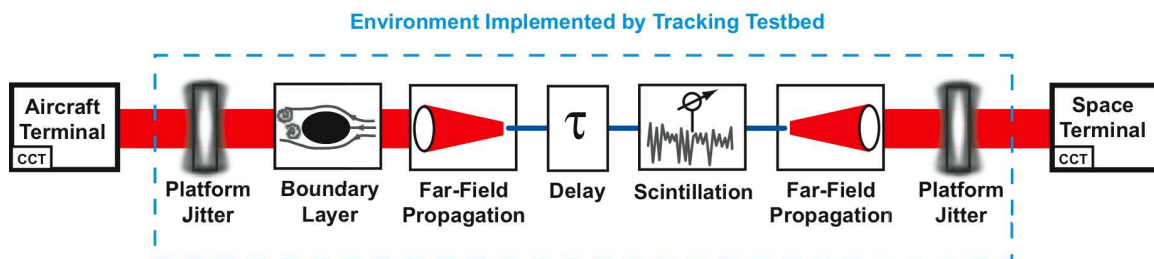 Environment Implemented by Tracking Testbed
Aircraft
Terminal
CCT
Platform
Jitter
Boundary
Layer
Far-Field
Propagation
τ
Delay
Scintillation
Far-Field
Propagation
Platform
Jitter
Space
Terminal
CCT